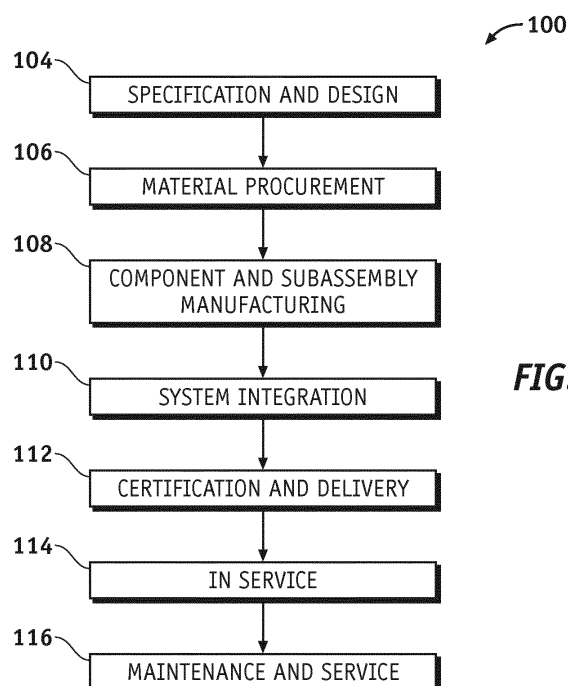 100
104
SPECIFICATION AND DESIGN
106
MATERIAL PROCUREMENT
108
COMPONENT AND SUBASSEMBLY
MANUFACTURING
110
SYSTEM INTEGRATION
FIG.
112
CERTIFICATION AND DELIVERY
114
IN SERVICE
116
MAINTENANCE AND SERVICE